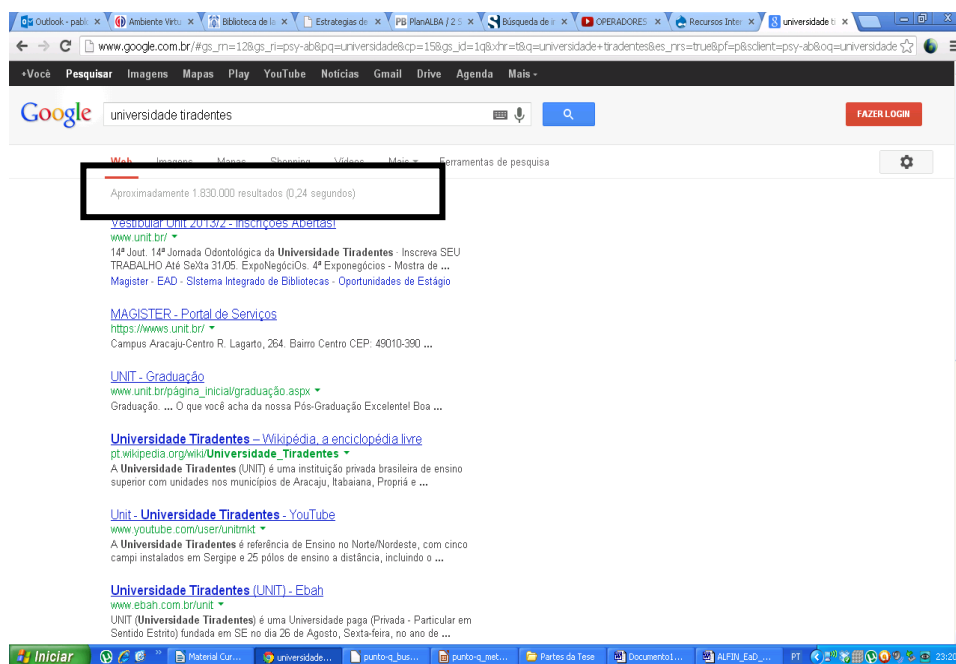 Outlook - pablo
Ambiente Virtu
Biblioteca de la
Estrategias de
PlanALBA / 2 S
Búsqueda de i
OPERADORES
Recursos Inter
universidade ti
www.google.com.br/#gs_rn=12&gs_ri=psy-ab&pq=universidade&cp=15&gs_id=1q&xhr=t&q=universidade+tiradentes&es_nrs=true&pf=p&sclient=psy-ab&oq=universidade
+Você Pesquisar Imagens Mapas Play YouTube Notícias Gmail Drive Agenda Mais
Google universidade tiradentes FAZER LOGIN
Web Imagens Mapas Shopping Vídeos Mais Ferramentas de pesquisa
Aproximadamente 1.830.000 resultados (0,24 segundos)
Vestibular Unit 2013/2 - Inscrições Abertas!
www.unit.br/
14ª Jout. 14ª Jornada Odontológica da Universidade Tiradentes · Inscreva SEU
TRABALHO Até SeXta 31/05. ExpoNegóciOs. 4ª Exponegócios - Mostra de ...
Magister - EAD - SIstema Integrado de Bibliotecas - Oportunidades de Estágio
MAGISTER - Portal de Serviços
https://wwws.unit.br/
Campus Aracaju-Centro R. Lagarto, 264. Bairro Centro CEP: 49010-390 ...
UNIT - Graduação
www.unit.br/página_inicial/graduação.aspx
Graduação. ... O que você acha da nossa Pós-Graduação Excelente! Boa ...
Universidade Tiradentes – Wikipédia, a enciclopédia livre
pt.wikipedia.org/wiki/Universidade_Tiradentes
A Universidade Tiradentes (UNIT) é uma instituição privada brasileira de ensino
superior com unidades nos municípios de Aracaju, Itabaiana, Propriá e ...
Unit - Universidade Tiradentes - YouTube
www.youtube.com/user/unitmkt
A Universidade Tiradentes é referência de Ensino no Norte/Nordeste, com cinco
campi instalados em Sergipe e 25 pólos de ensino a distância, incluindo o ...
Universidade Tiradentes (UNIT) - Ebah
www.ebah.com.br/unit
UNIT (Universidade Tiradentes) é uma Universidade paga (Privada - Particular em
Sentido Estrito) fundada em SE no dia 26 de Agosto, Sexta-feira, no ano de ...
Iniciar Material Cur... universidade... punto-q_bus... punto-q_met... Partes da Tese Documento1... ALFIN_EaD_... PT 23:20